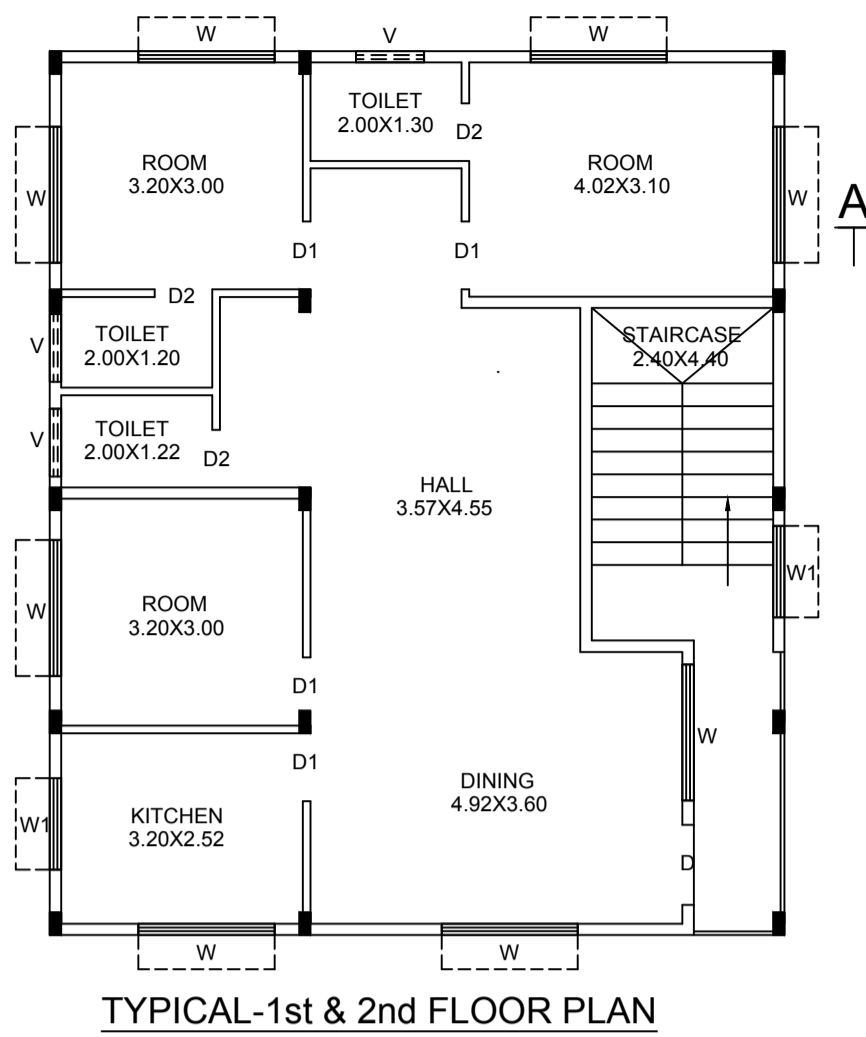 W
V
W
TOILET
2.00X1.30
D2
ROOM
3.20X3.00
ROOM
4.02X3.10
W
W
A
D1
D1
D2
TOILET
2.00X1.20
V
STAIRCASE
2.40X4.40
TOILET
2.00X1.22
V
D2
HALL
3.57X4.55
W1
ROOM
3.20X3.00
W
D1
W
D1
DINING
4.92X3.60
KITCHEN
3.20X2.52
W1
D
W
W
TYPICAL-1st & 2nd FLOOR PLAN